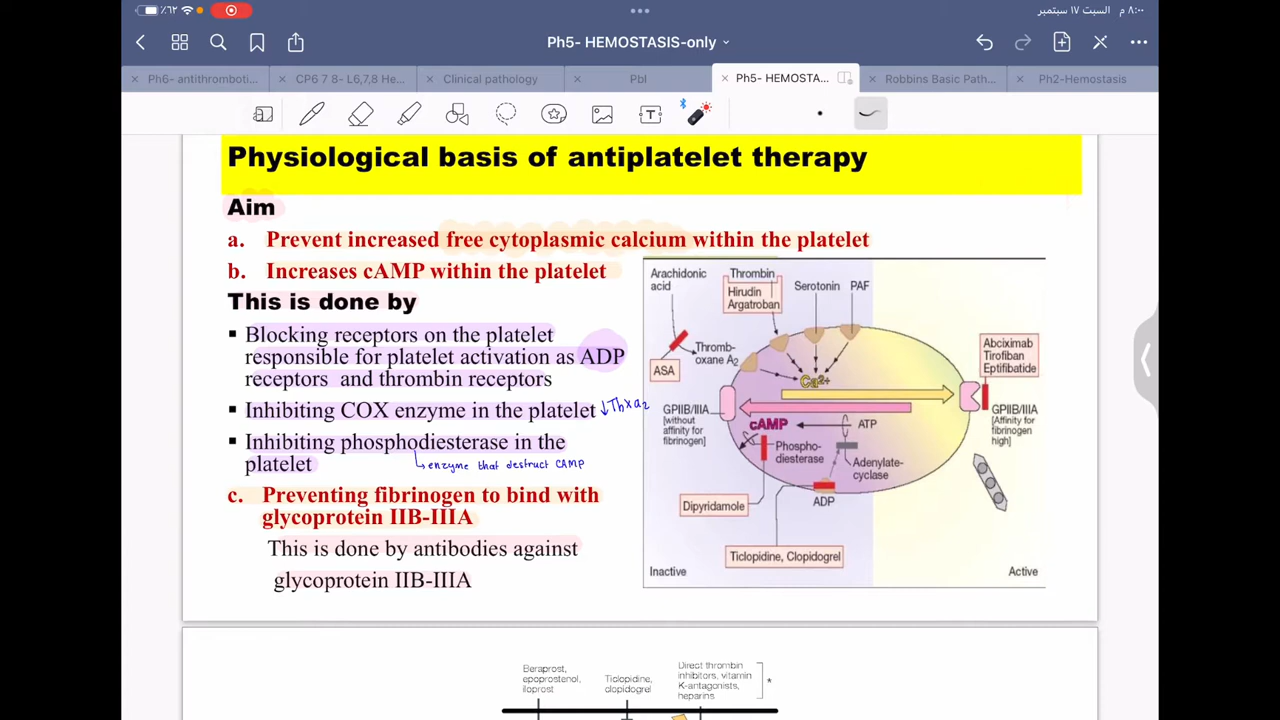 ٪٦٢
٨:٠٠ م السبت ١٧ سبتمبر
Ph5- HEMOSTASIS-only
Ph6- antithromboti...
CP6 7 8- L6,7,8 He...
Clinical pathology
Pbl
Ph5- HEMOSTA...
Robbins Basic Path...
Ph2-Hemostasis
Physiological basis of antiplatelet therapy
Aim
a. Prevent increased free cytoplasmic calcium within the platelet
b. Increases cAMP within the platelet
This is done by
▪ Blocking receptors on the platelet
responsible for platelet activation as ADP
receptors and thrombin receptors
▪ Inhibiting COX enzyme in the platelet ↓Thxa2
▪ Inhibiting phosphodiesterase in the
platelet
enzyme that destruct CAMP
c. Preventing fibrinogen to bind with
glycoprotein IIB-IIIA
This is done by antibodies against
glycoprotein IIB-IIIA
Arachidonic
acid
Thrombin
Hirudin
Argatroban
Serotonin
PAF
ASA
Thromb-
oxane A2
Ca2+
Abciximab
Tirofiban
Eptifibatide
GPIIB/IIIA
[without
affinity for
fibrinogen]
cAMP
ATP
GPIIB/IIIA
[Affinity for
fibrinogen
high]
Phospho-
diesterase
Adenylate-
cyclase
Dipyridamole
ADP
Ticlopidine, Clopidogrel
Inactive
Active
Beraprost,
epoprostenol,
iloprost
Ticlopidine,
clopidogrel
Direct thrombin
inhibitors, vitamin
K-antagonists,
heparins
*